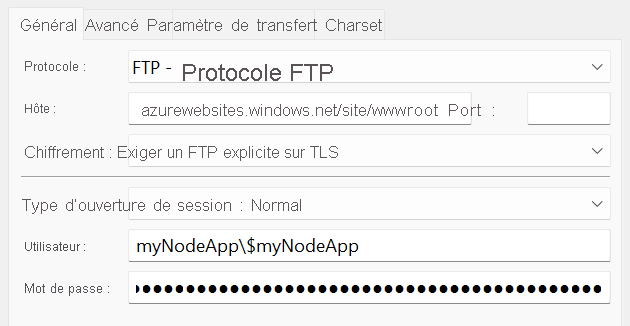 Général Avancé Paramètre de transfert Charset
Protocole : FTP - Protocole FTP
Hôte : azurewebsites.windows.net/site/wwwroot Port :
Chiffrement : Exiger un FTP explicite sur TLS
Type d'ouverture de session : Normal
Utilisateur : myNodeApp\$myNodeApp
Mot de passe :